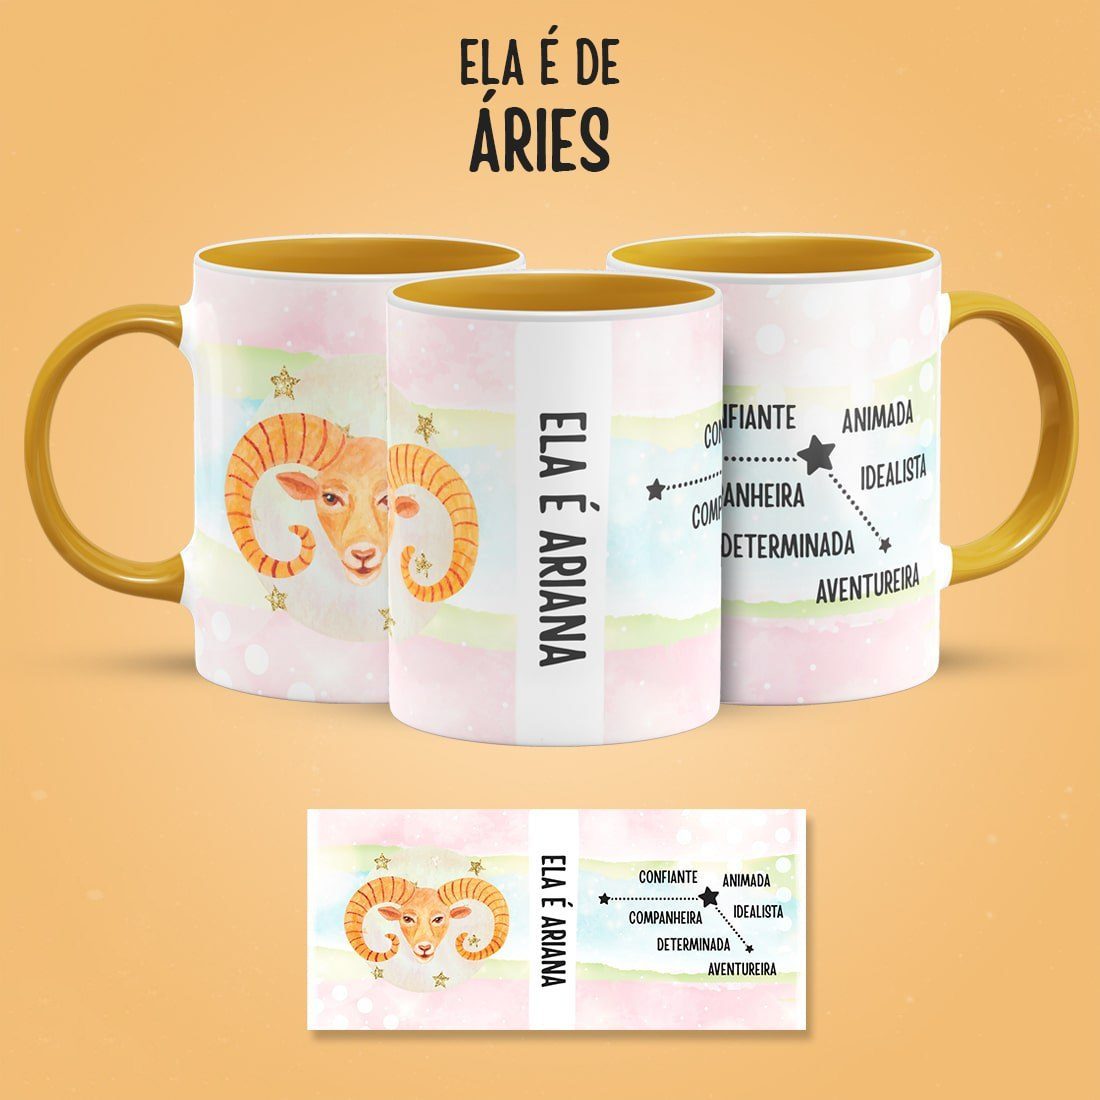 ELA É DE
ÁRIES
ELA É ARIANA
CONFIANTE
ANIMADA
IDEALISTA
COMPANHEIRA
DETERMINADA
AVENTUREIRA
ELA É ARIANA
CONFIANTE
ANIMADA
COMPANHEIRA
IDEALISTA
DETERMINADA
AVENTUREIRA